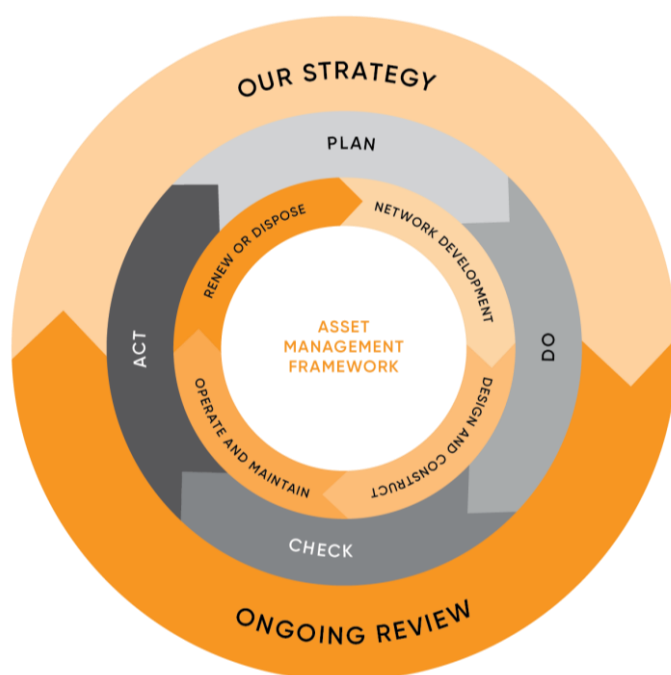 OUR STRATEGY
PLAN
DO
CHECK
ACT
NETWORK DEVELOPMENT
DESIGN AND CONSTRUCT
OPERATE AND MAINTAIN
RENEW OR DISPOSE
ASSET
MANAGEMENT
FRAMEWORK
ONGOING REVIEW